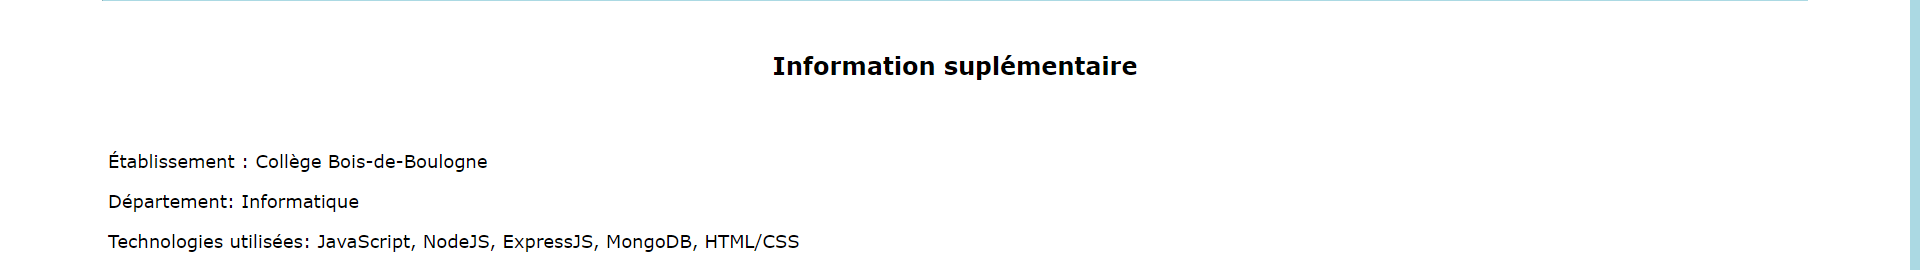 Information suplémentaire
Établissement : Collège Bois-de-Boulogne
Département: Informatique
Technologies utilisées: JavaScript, NodeJS, ExpressJS, MongoDB, HTML/CSS